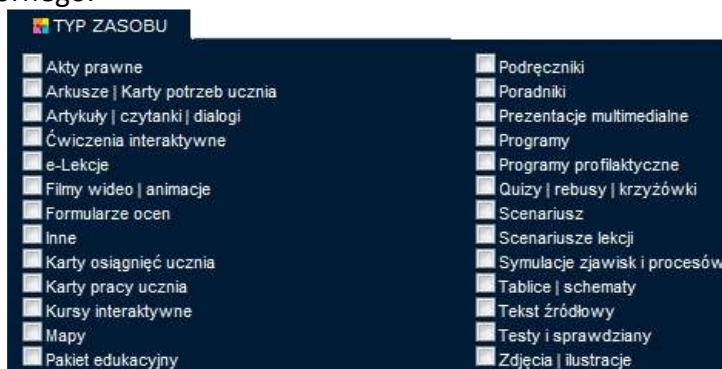 TYP ZASOBU
Akty prawne
Arkusze | Karty potrzeb ucznia
Artykuły | czytanki | dialogi
Ćwiczenia interaktywne
e-Lekcje
Filmy wideo | animacje
Formularze ocen
Inne
Karty osiągnięć ucznia
Karty pracy ucznia
Kursy interaktywne
Mapy
Pakiet edukacyjny
Podręczniki
Poradniki
Prezentacje multimedialne
Programy
Programy profilaktyczne
Quizy | rebusy | krzyżówki
Scenariusz
Scenariusze lekcji
Symulacje zjawisk i procesów
Tablice | schematy
Tekst źródłowy
Testy i sprawdziany
Zdjęcia | ilustracje